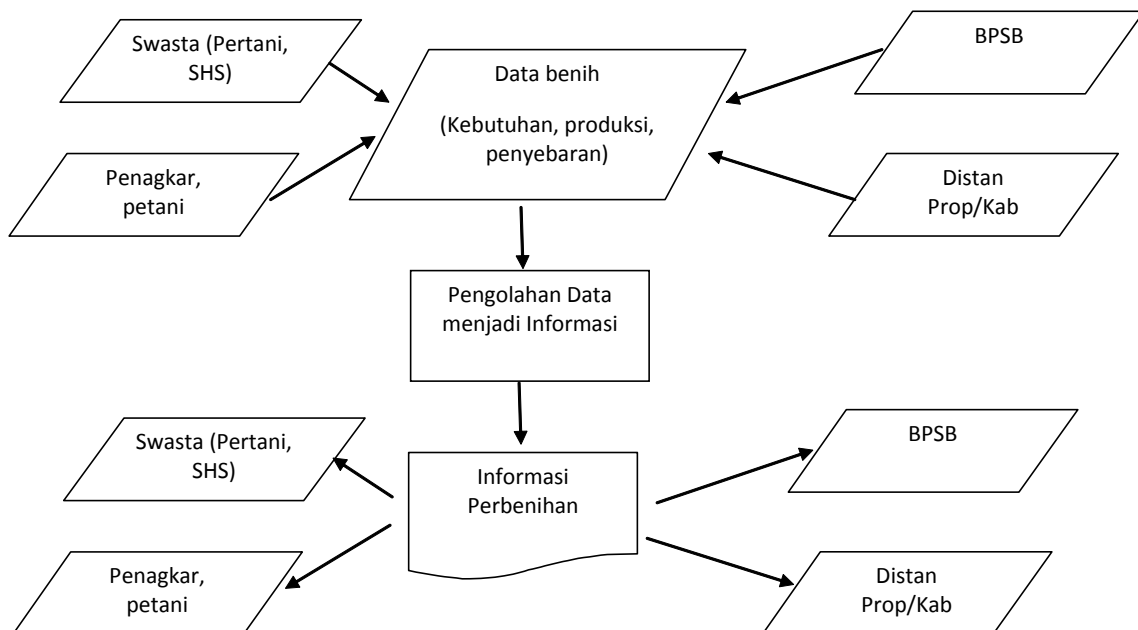 Swasta (Pertani,
SHS)
Data benih
(Kebutuhan, produksi,
penyebaran)
BPSB
Penagkar,
petani
Distan
Prop/Kab
Pengolahan Data
menjadi Informasi
Swasta (Pertani,
SHS)
Informasi
Perbenihan
BPSB
Penagkar,
petani
Distan
Prop/Kab